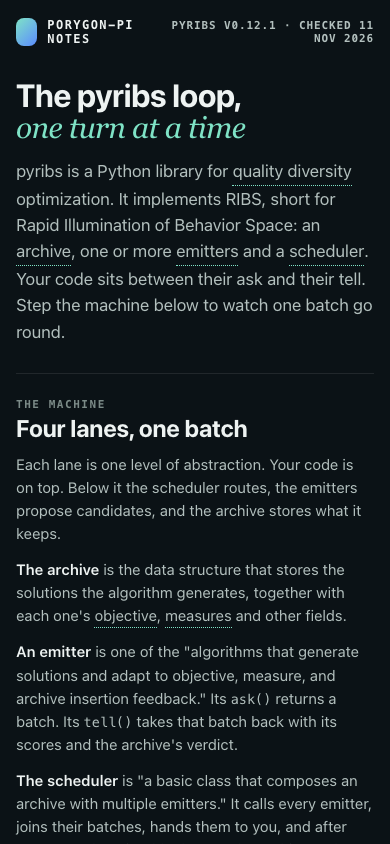 PORYGON-PI
NOTES
PYRIBS V0.12.1 · CHECKED 11
NOV 2026
The pyribs loop,
one turn at a time
pyribs is a Python library for quality diversity
optimization. It implements RIBS, short for
Rapid Illumination of Behavior Space: an
archive, one or more emitters and a scheduler.
Your code sits between their ask and their tell.
Step the machine below to watch one batch go
round.
THE MACHINE
Four lanes, one batch
Each lane is one level of abstraction. Your code is
on top. Below it the scheduler routes, the emitters
propose candidates, and the archive stores what it
keeps.
The archive is the data structure that stores the
solutions the algorithm generates, together with
each one's objective, measures and other fields.
An emitter is one of the "algorithms that generate
solutions and adapt to objective, measure, and
archive insertion feedback." Its ask() returns a
batch. Its tell() takes that batch back with its
scores and the archive's verdict.
The scheduler is "a basic class that composes an
archive with multiple emitters." It calls every emitter,
joins their batches, hands them to you, and after